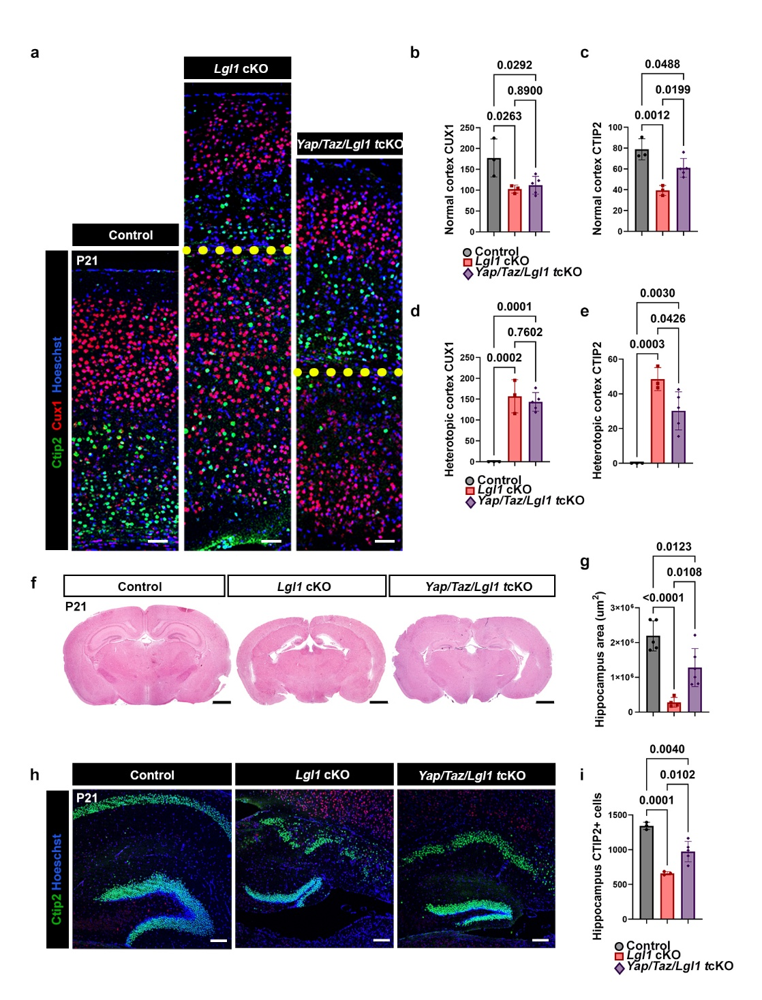 a
Lgl1 cKO
Yap/Taz/Lgl1 tcKO
Control
P21
Ctip2 Cux1 Hoeschst
b
0.0292
0.8900
0.0263
Normal cortex CUX1
250
200
150
100
50
0
Control
Lgl1 cKO
Yap/Taz/Lgl1 tcKO
c
0.0488
0.0199
0.0012
Normal cortex CTIP2
100
80
60
40
20
0
d
0.0001
0.7602
0.0002
Heterotopic cortex CUX1
250
200
150
100
50
0
Control
Lgl1 cKO
Yap/Taz/Lgl1 tcKO
e
0.0030
0.0426
0.0003
Heterotopic cortex CTIP2
60
40
20
0
f
Control
Lgl1 cKO
Yap/Taz/Lgl1 tcKO
P21
g
0.0123
0.0108
<0.0001
Hippocampus area (um²)
3×10⁶
2×10⁶
1×10⁶
0
h
Control
Lgl1 cKO
Yap/Taz/Lgl1 tcKO
P21
Ctip2 Hoeschst
i
0.0040
0.0102
0.0001
Hippocampus CTIP2+ cells
1500
1000
500
0
Control
Lgl1 cKO
Yap/Taz/Lgl1 tcKO